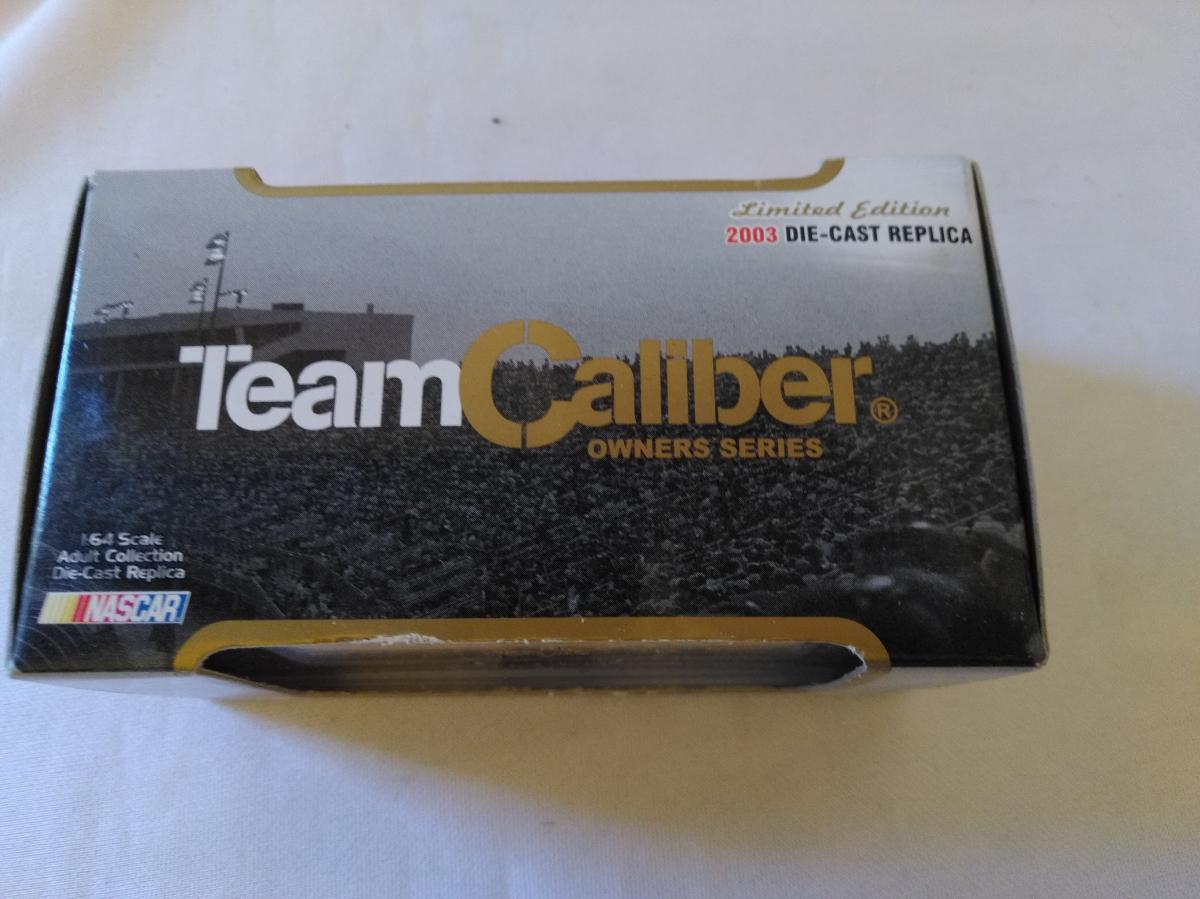 Limited Edition
2003 DIE-CAST REPLICA
TeamCaliber®
OWNERS SERIES
1:64 Scale
Adult Collection
Die-Cast Replica
NASCAR